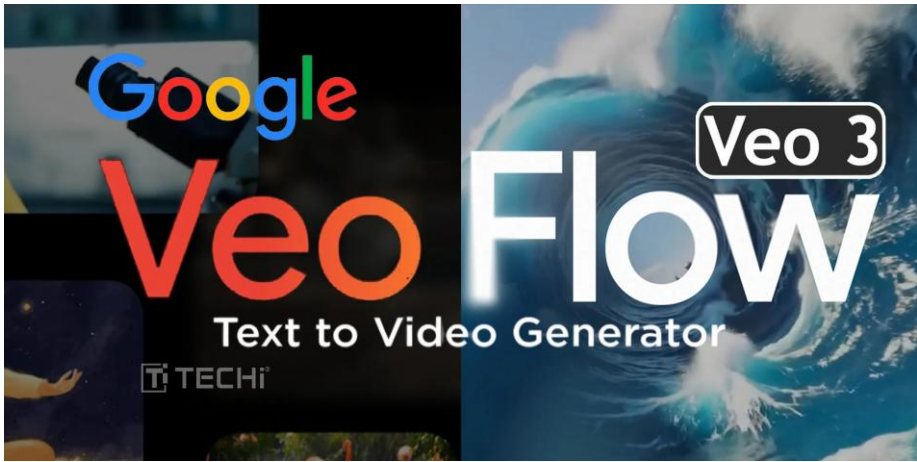 Google
Veo 3
Veo Flow
Text to Video Generator
TECHi